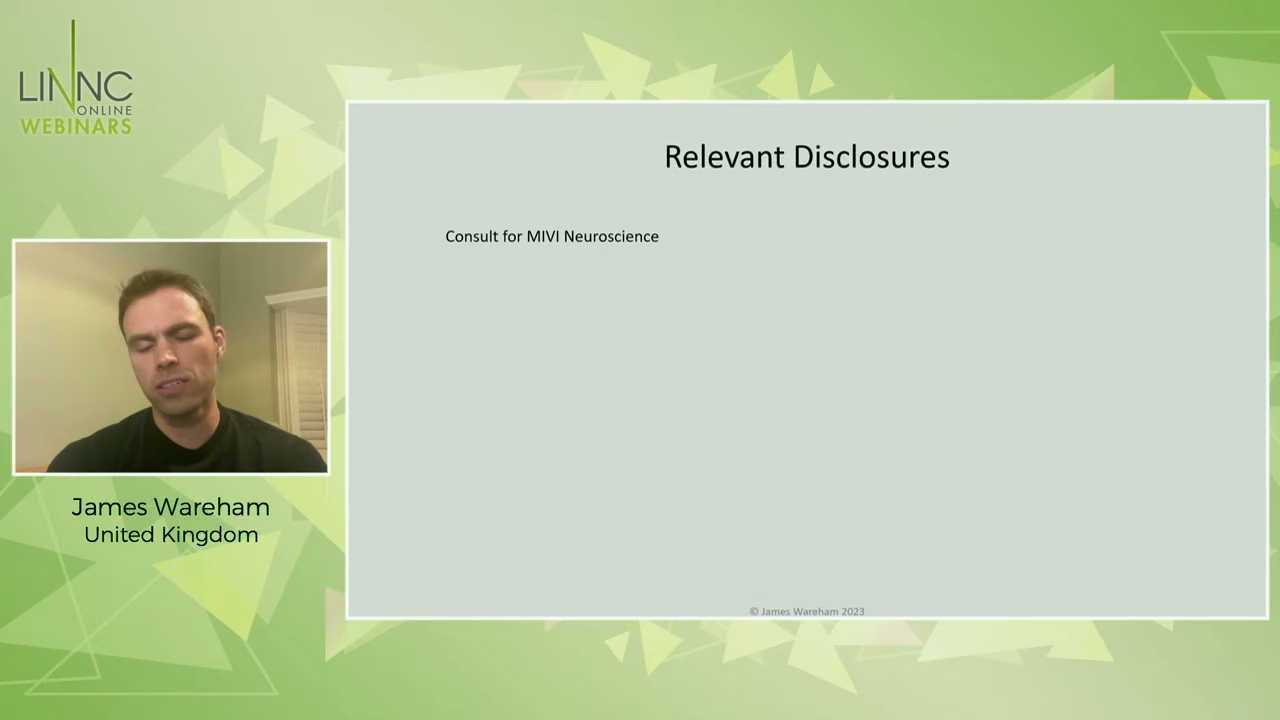 LINNC
ONLINE
WEBINARS
Relevant Disclosures
Consult for MIVI Neuroscience
James Wareham
United Kingdom
© James Wareham 2023